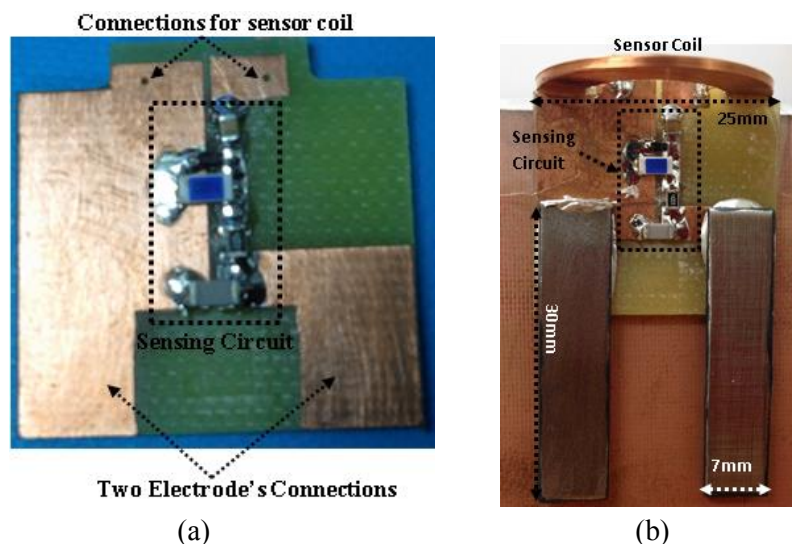 Connections for sensor coil
Sensing Circuit
Two Electrode's Connections
(a)
Sensor Coil
25mm
Sensing
Circuit
30mm
7mm
(b)